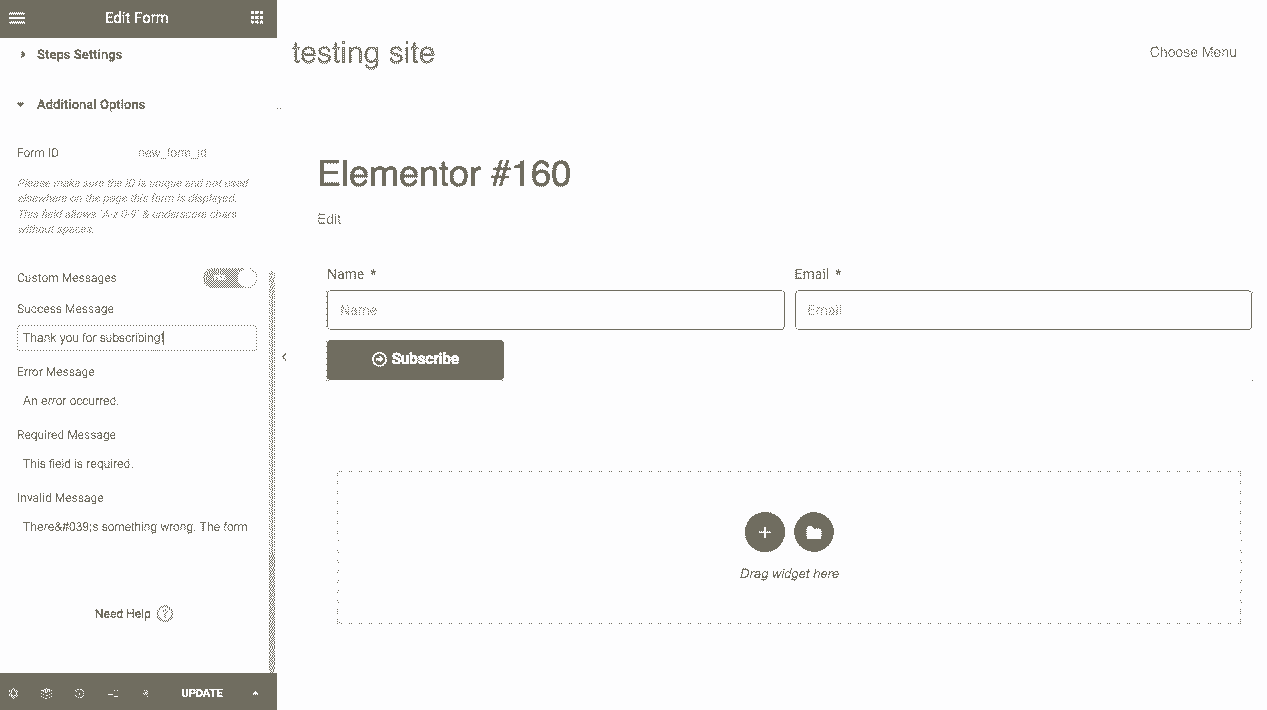 Edit Form
Steps Settings
Additional Options
Form ID
new_form_id
Please make sure the ID is unique and not used
elsewhere on the page this form is displayed.
This field allows `A-z 0-9` & underscore chars
without spaces.
Custom Messages
Success Message
Thank you for subscribing!
Error Message
An error occurred.
Required Message
This field is required.
Invalid Message
There&#039;s something wrong. The form
Need Help
?
UPDATE
testing site
Choose Menu
Elementor #160
Edit
Name *
Email *
Name
Email
Subscribe
Drag widget here